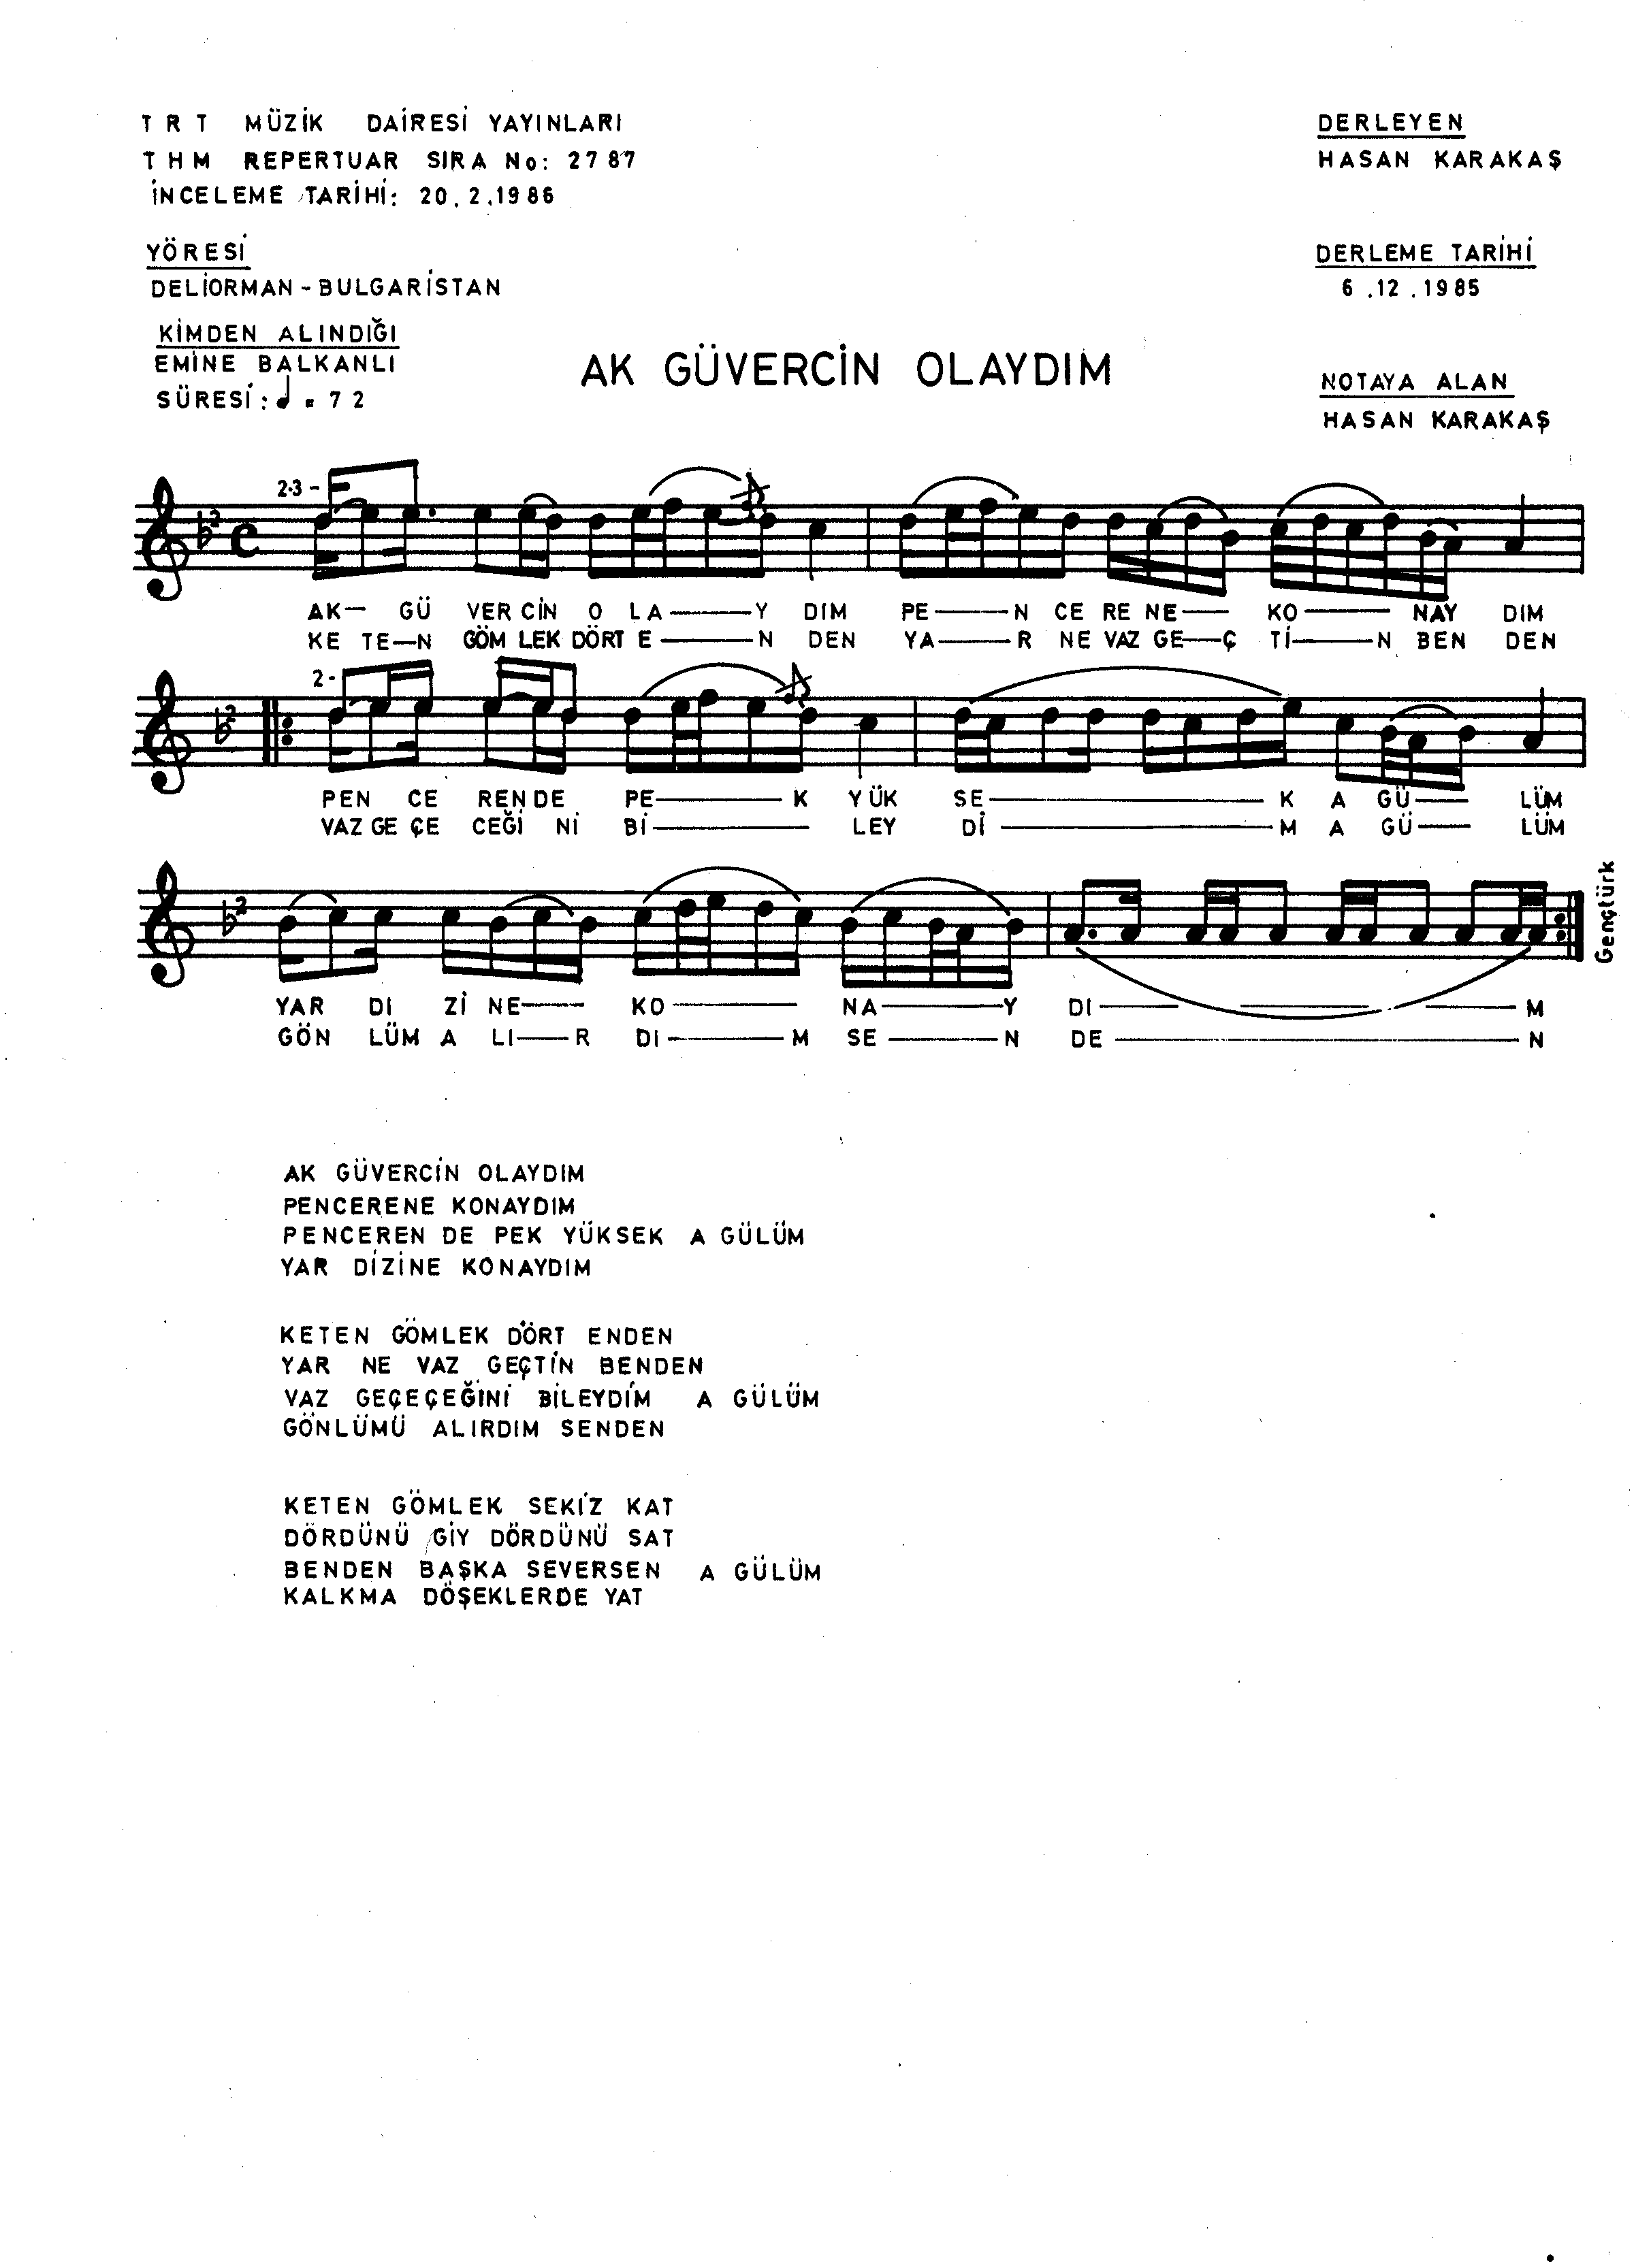 TRT MÜZİK DAİRESİ YAYINLARI
THM REPERTUAR SIRA No: 2787
İNCELEME TARİHİ: 20.2.1986
DERLEYEN
HASAN KARAKAŞ
YÖRESİ
DELİORMAN-BULGARİSTAN
DERLEME TARİHİ
6.12.1985
KİMDEN ALINDIĞI
EMİNE BALKANLI
SÜRESİ: ♩ = 72
AK GÜVERCİN OLAYDIM
NOTAYA ALAN
HASAN KARAKAŞ
2-3 -
AK— GÜ VER CİN O LA———Y DIM PE———N CE RE NE—— KO——— NAY DIM
KE TE—N GÖM LEK DÖRT E———N DEN YA———R NE VAZ GE—Ç Tİ———N BEN DEN
2 -
PEN CE REN DE PE———K YÜK SE———K A GÜ—— LÜM
VAZ GE ÇE CEĞİ Nİ Bİ——— LEY Dİ———M A GÜ—— LÜM
Gençtürk
YAR DI Zİ NE—— KO——— NA———Y DI———M
GÖN LÜM A LI——R DI———M SE———N DE———N
AK GÜVERCİN OLAYDIM
PENCERENE KONAYDIM
PENCEREN DE PEK YÜKSEK A GÜLÜM
YAR DİZİNE KONAYDIM
KETEN GÖMLEK DÖRT ENDEN
YAR NE VAZ GEÇTİN BENDEN
VAZ GEÇEÇEĞİNİ BİLEYDİM A GÜLÜM
GÖNLÜMÜ ALIRDIM SENDEN
KETEN GÖMLEK SEKİZ KAT
DÖRDÜNÜ GİY DÖRDÜNÜ SAT
BENDEN BAŞKA SEVERSEN A GÜLÜM
KALKMA DÖŞEKLERDE YAT